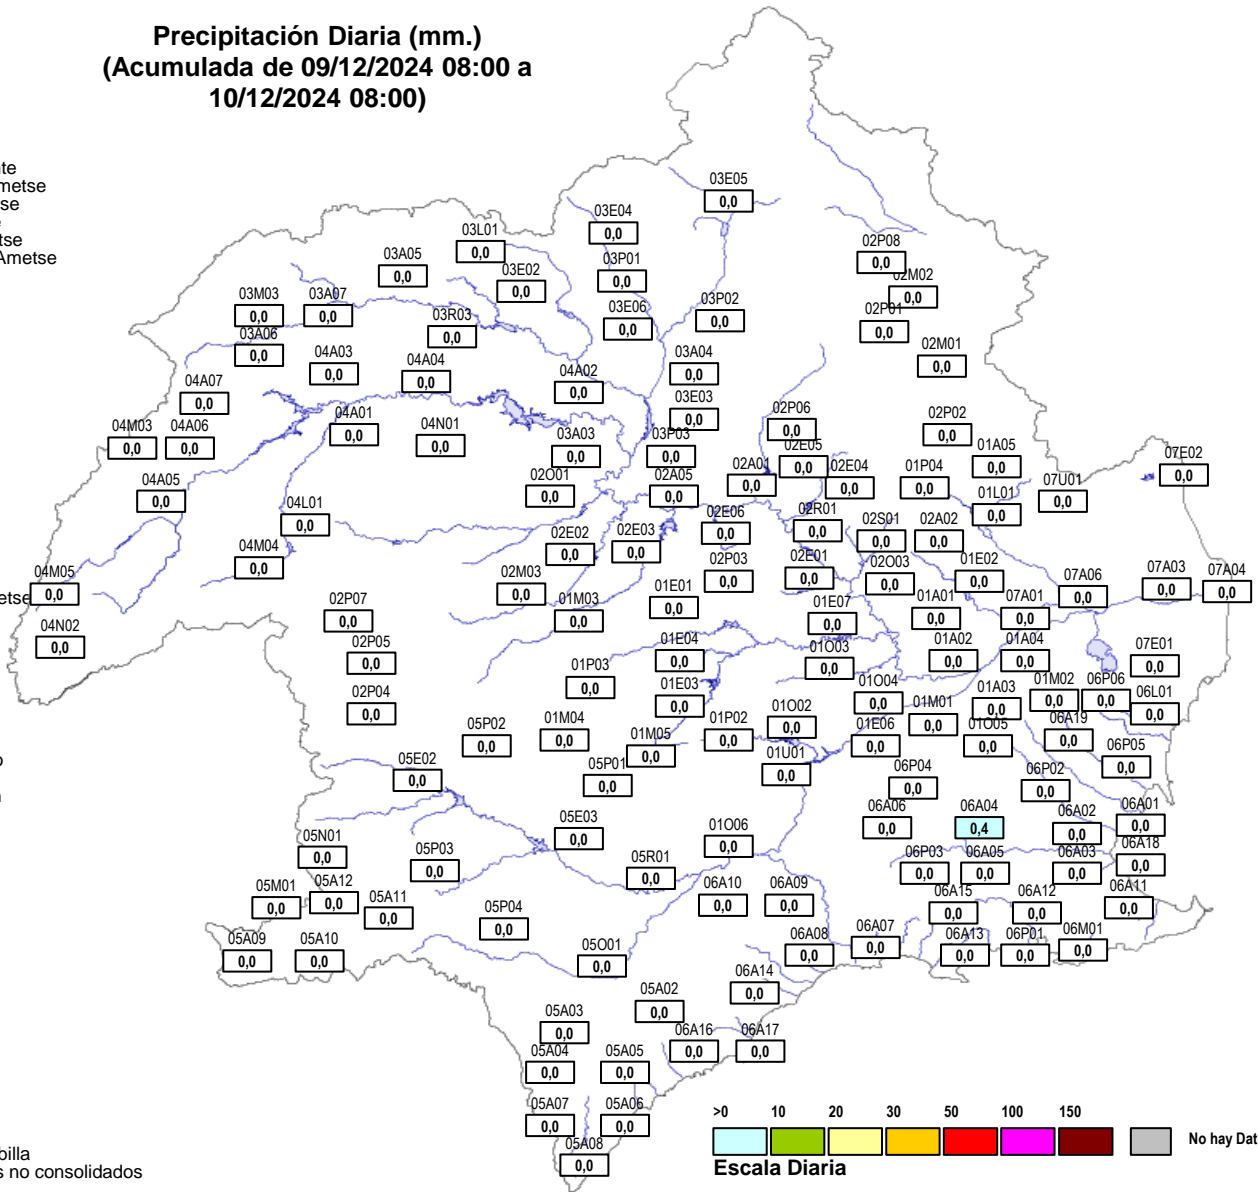 Precipitación Diaria (mm.)
(Acumulada de 09/12/2024 08:00 a
10/12/2024 08:00)
nte
metse
tse
e
tse
Ametse
03E05
0,0
03E04
0,0
03L01
0,0
03A05
0,0
03P01
0,0
03E02
0,0
02P08
0,0
02M02
0,0
03M03
0,0
03A07
0,0
03R03
0,0
03E06
0,0
03P02
0,0
02P01
0,0
03A06
0,0
04A03
0,0
04A04
0,0
04A02
0,0
03A04
0,0
02M01
0,0
04A07
0,0
04A01
0,0
04N01
0,0
03E03
0,0
02P06
0,0
02P02
0,0
04M03
0,0
04A06
0,0
03A03
0,0
03P03
0,0
02E05
0,0
01A05
0,0
07E02
0,0
04A05
0,0
02O01
0,0
02A05
0,0
02A01
0,0
02E04
0,0
01P04
0,0
01L01
0,0
07U01
0,0
04L01
0,0
02E02
0,0
02E03
0,0
02E06
0,0
02R01
0,0
02S01
0,0
02A02
0,0
04M04
0,0
04M05
0,0
etse
02M03
0,0
02P03
0,0
02E01
0,0
02O03
0,0
01E02
0,0
07A06
0,0
07A03
0,0
07A04
0,0
04N02
0,0
02P07
0,0
01M03
0,0
01E01
0,0
01E07
0,0
01A01
0,0
07A01
0,0
02P05
0,0
01E04
0,0
01O03
0,0
01A02
0,0
01A04
0,0
07E01
0,0
02P04
0,0
01P03
0,0
01E03
0,0
01O04
0,0
01M01
0,0
01A03
0,0
01M02
0,0
06P06
0,0
06L01
0,0
05P02
0,0
01M04
0,0
01M05
0,0
01P02
0,0
01O02
0,0
01E06
0,0
01O05
0,0
06A19
0,0
06P05
0,0
o
05E02
0,0
05P01
0,0
01U01
0,0
06P04
0,0
06P02
0,0
05E03
0,0
01O06
0,0
06A06
0,0
06A04
0,4
06A02
0,0
06A01
0,0
05N01
0,0
05P03
0,0
05R01
0,0
06P03
0,0
06A05
0,0
06A03
0,0
06A18
0,0
05M01
0,0
05A12
0,0
05A11
0,0
06A10
0,0
06A09
0,0
06A15
0,0
06A12
0,0
06A11
0,0
05A09
0,0
05A10
0,0
05P04
0,0
05O01
0,0
06A08
0,0
06A07
0,0
06A13
0,0
06P01
0,0
06M01
0,0
05A03
0,0
05A02
0,0
06A14
0,0
05A04
0,0
05A05
0,0
06A16
0,0
06A17
0,0
05A07
0,0
05A06
0,0
05A08
0,0
>0 10 20 30 50 100 150
No hay Dat
Escala Diaria
billa
s no consolidados